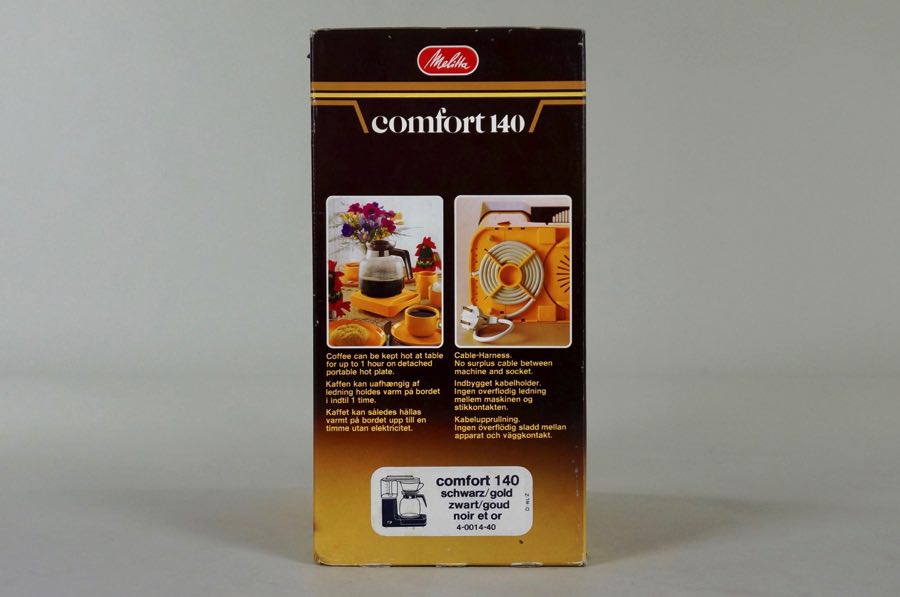 Melitta
comfort 140
Coffee can be kept hot at table
for up to 1 hour on detached
portable hot plate.
Kaffen kan uafhængig af
ledning holdes varm på bordet
i indtil 1 time.
Kaffet kan således hållas
varmt på bordet upp till en
timme utan elektricitet.
Cable-Harness.
No surplus cable between
machine and socket.
Indbygget kabelholder.
Ingen overflødig ledning
mellem maskinen og
stikkontakten.
Kabelupprullning.
Ingen överflödig sladd mellan
apparat och väggkontakt.
comfort 140
schwarz/gold
zwart/goud
noir et or
4-0014-40